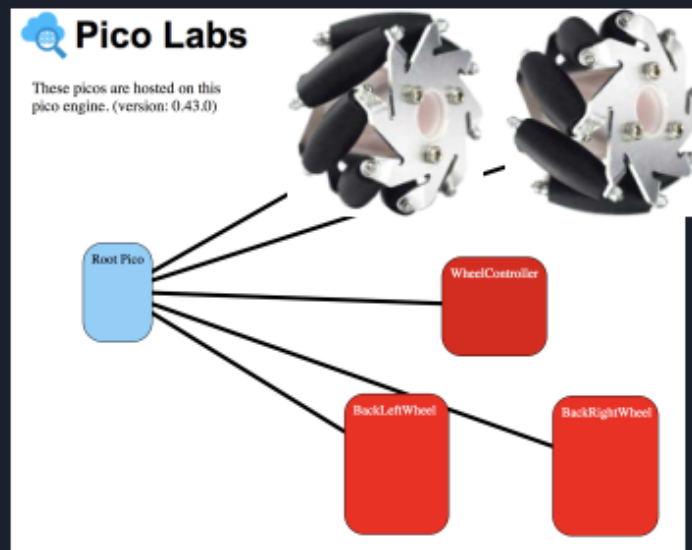 Pico Labs
These picos are hosted on this
pico engine. (version: 0.43.0)
Root Pico
WheelController
BackLeftWheel
BackRightWheel